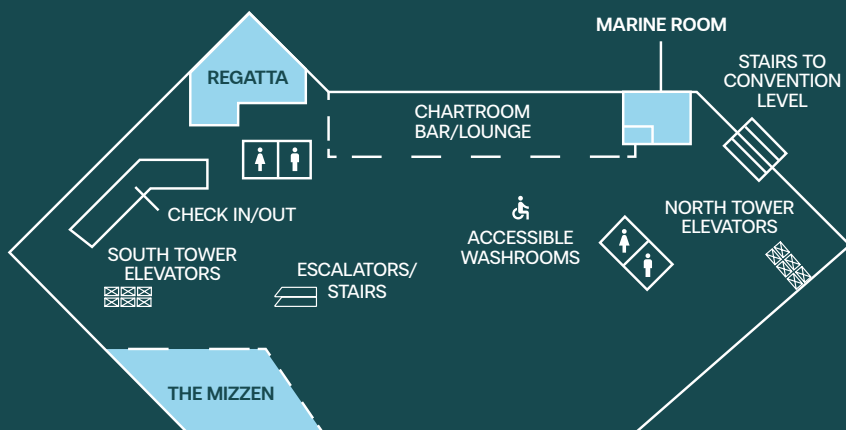 MARINE ROOM
STAIRS TO
CONVENTION
LEVEL
REGATTA
CHARTROOM
BAR/LOUNGE
CHECK IN/OUT
NORTH TOWER
ELEVATORS
ACCESSIBLE
WASHROOMS
SOUTH TOWER
ELEVATORS
ESCALATORS/
STAIRS
THE MIZZEN